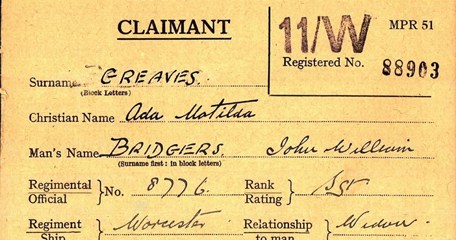 CLAIMANT
11/W MPR 51
Registered No. 88903
Surname GREAVES.
(Block Letters)
Christian Name Ada Matilda
Man's Name BRIDGERS. John William
(Surname first: in block letters)
Regimental Official } No. 8776. Rank Rating } Sgt
Regiment Ship Worcester Relationship to man Widow